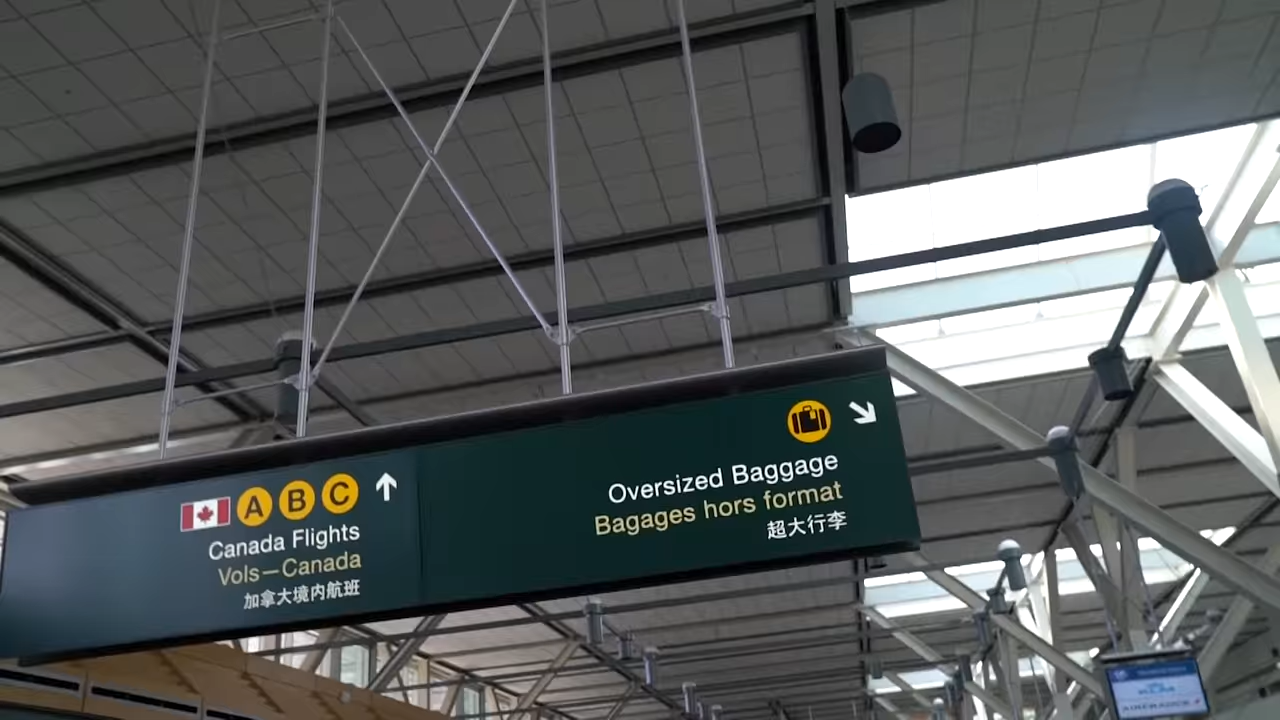 A B C
Canada Flights
Vols—Canada
加拿大境内航班
Oversized Baggage
Bagages hors format
超大行李
KLM